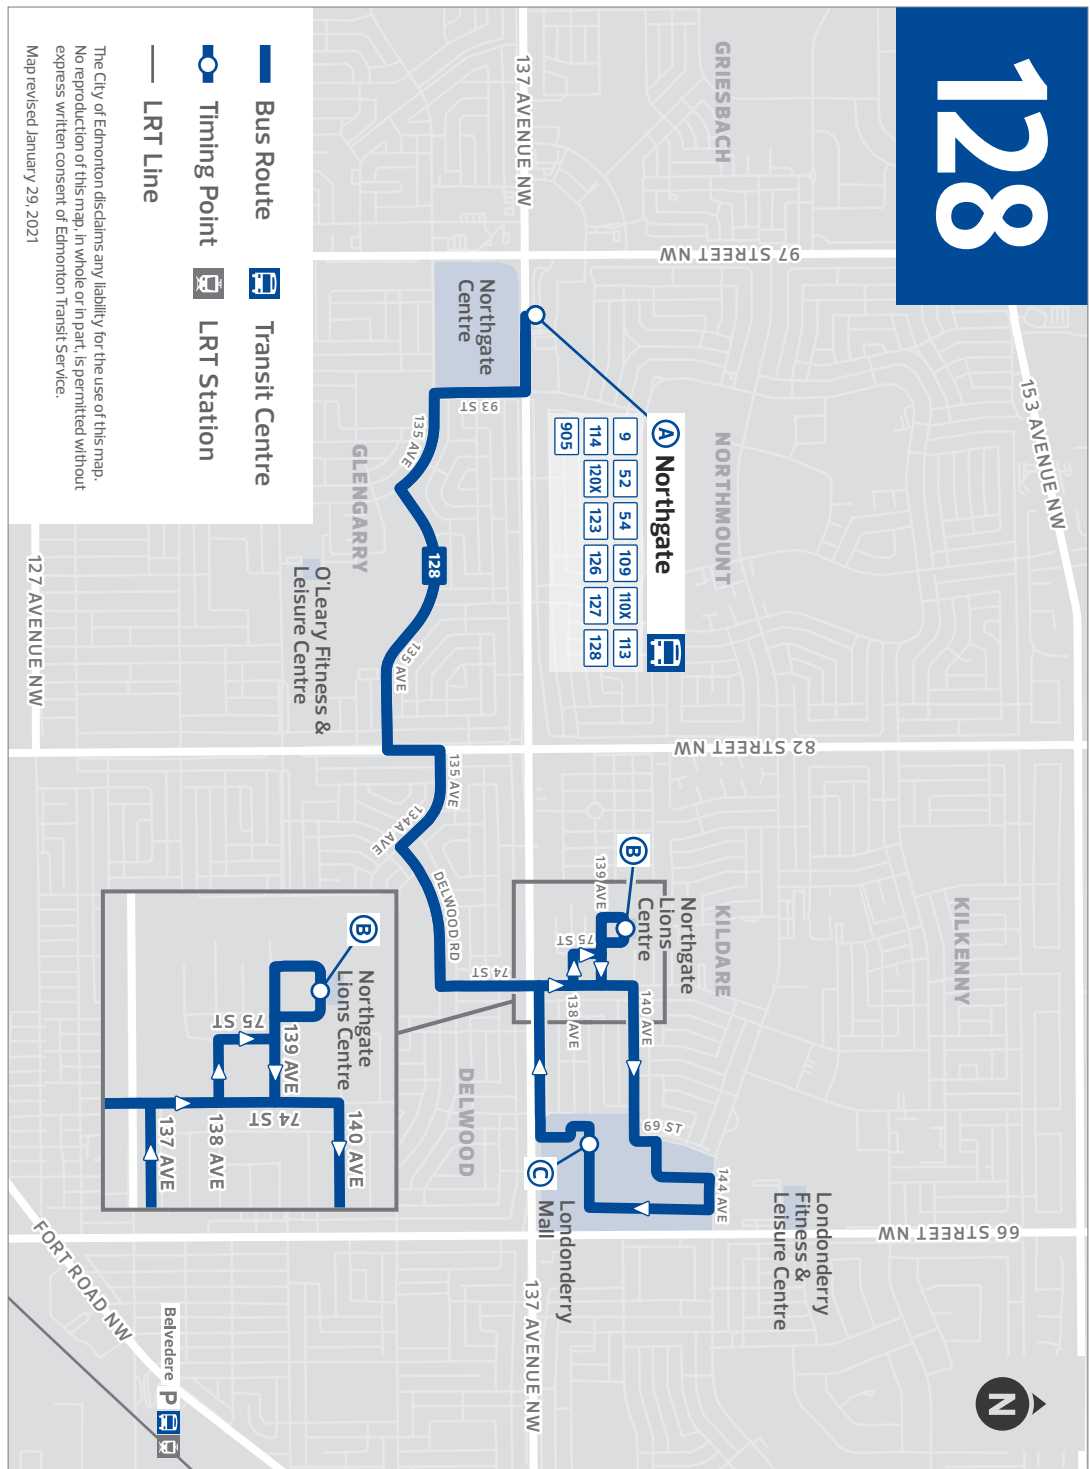 128
GRIESBACH
137 AVENUE NW
97 STREET NW
153 AVENUE NW
Northgate
Centre
93 ST
135 AVE
GLENGARRY
NORTHMOUNT
A Northgate
9 52 54 109 110X 113
114 120X 123 126 127 128
905
128
135 AVE
O'Leary Fitness &
Leisure Centre
127 AVENUE NW
82 STREET NW
135 AVE
134A AVE
DELWOOD RD
74 ST
B
139 AVE
75 ST
Northgate
Lions
Centre
138 AVE
140 AVE
KILDARE
KILKENNY
69 ST
144 AVE
C
Londonderry
Mall
Londonderry
Fitness &
Leisure Centre
66 STREET NW
DELWOOD
137 AVENUE NW
B
Northgate
Lions Centre
75 ST
139 AVE
74 ST
140 AVE
138 AVE
137 AVE
FORT ROAD NW
Belvedere P
N
Bus Route
Transit Centre
Timing Point
LRT Station
LRT Line
The City of Edmonton disclaims any liability for the use of this map.
No reproduction of this map, in whole or in part, is permitted without
express written consent of Edmonton Transit Service.
Map revised January 29, 2021